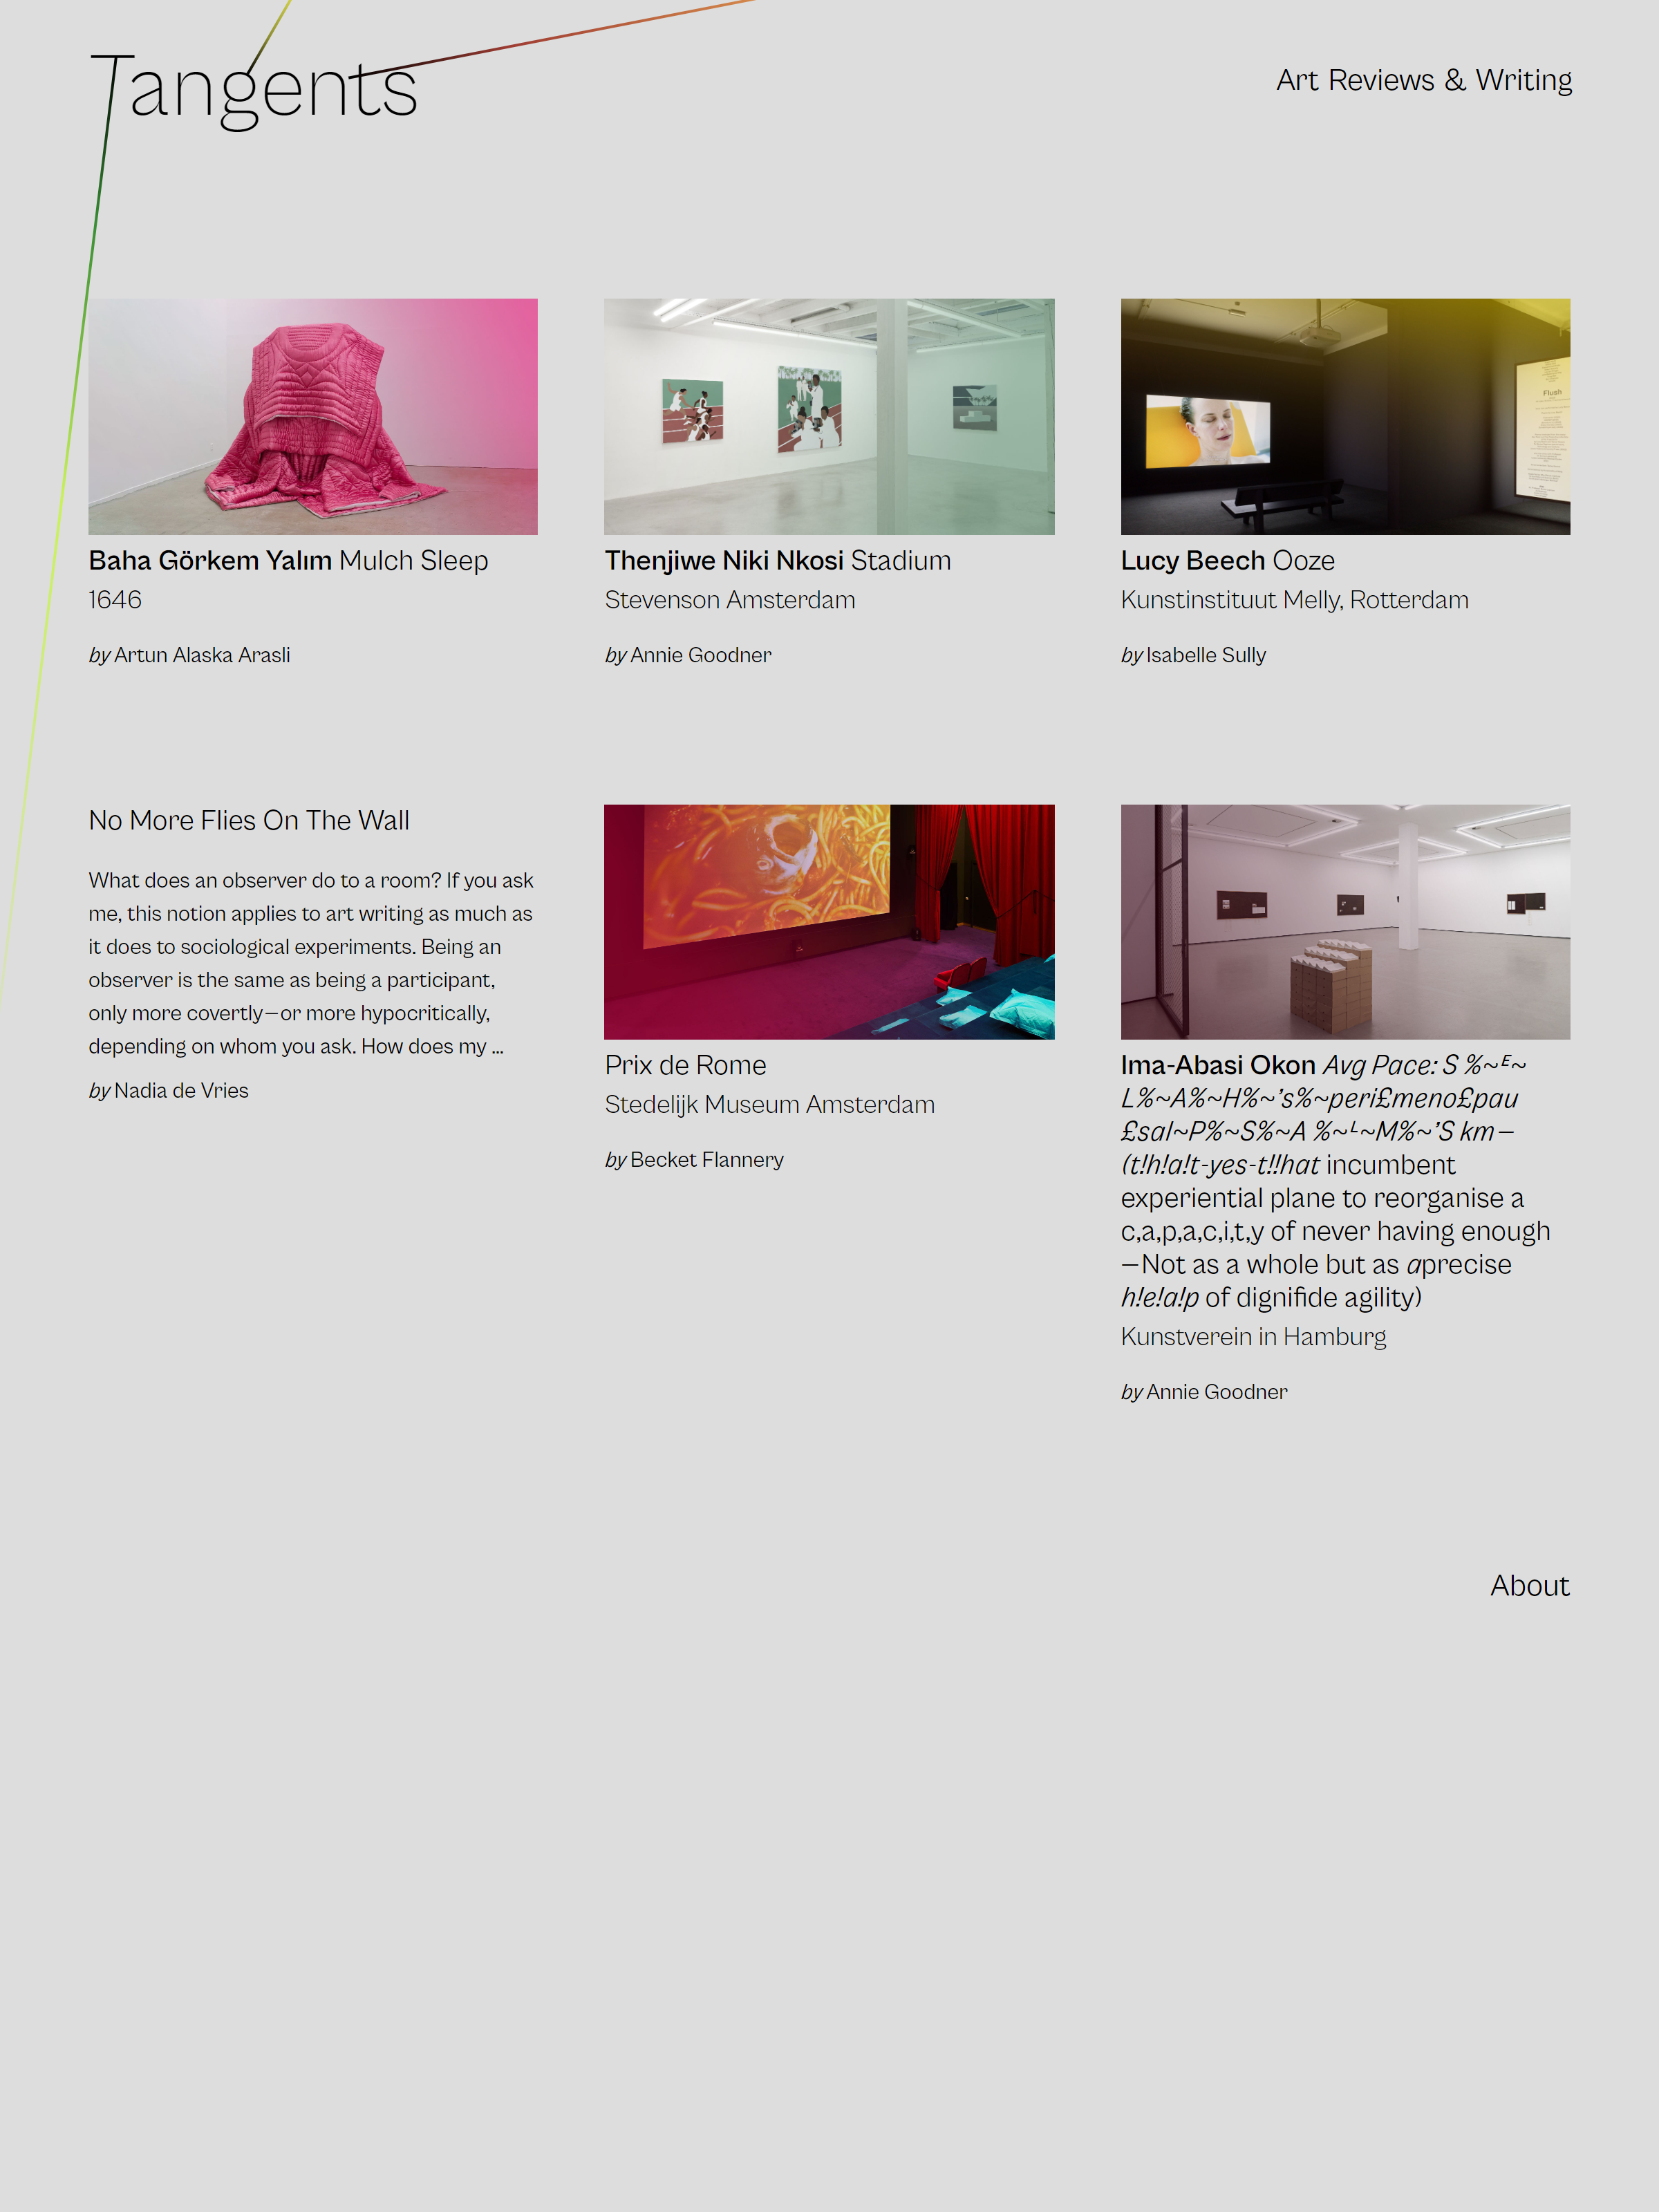 Tangents
Art Reviews & Writing
Flush
Baha Görkem Yalım Mulch Sleep
1646
by Artun Alaska Arasli
Thenjiwe Niki Nkosi Stadium
Stevenson Amsterdam
by Annie Goodner
Lucy Beech Ooze
Kunstinstituut Melly, Rotterdam
by Isabelle Sully
No More Flies On The Wall
What does an observer do to a room? If you ask
me, this notion applies to art writing as much as
it does to sociological experiments. Being an
observer is the same as being a participant,
only more covertly—or more hypocritically,
depending on whom you ask. How does my ...
by Nadia de Vries
Prix de Rome
Stedelijk Museum Amsterdam
by Becket Flannery
Ima-Abasi Okon Avg Pace: S %~ᴱ~
L%~A%~H%~’s%~peri£meno£pau
£sal~P%~S%~A %~ᴸ~M%~’S km—
(t!h!a!t-yes-t!!hat incumbent
experiential plane to reorganise a
c,a,p,a,c,i,t,y of never having enough
—Not as a whole but as aprecise
h!e!a!p of dignifide agility)
Kunstverein in Hamburg
by Annie Goodner
About